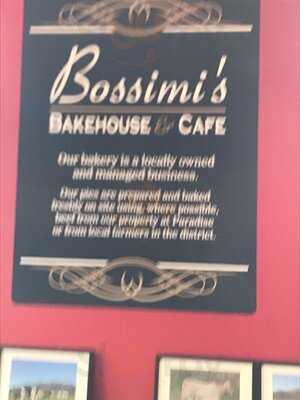 Bossimi's
BAKEHOUSE & CAFE
Our bakery is a locally owned
and managed business.
Our pies are prepared and baked
freshly on site using, where possible,
beef from our property at Paradise
or from local farmers in the district.